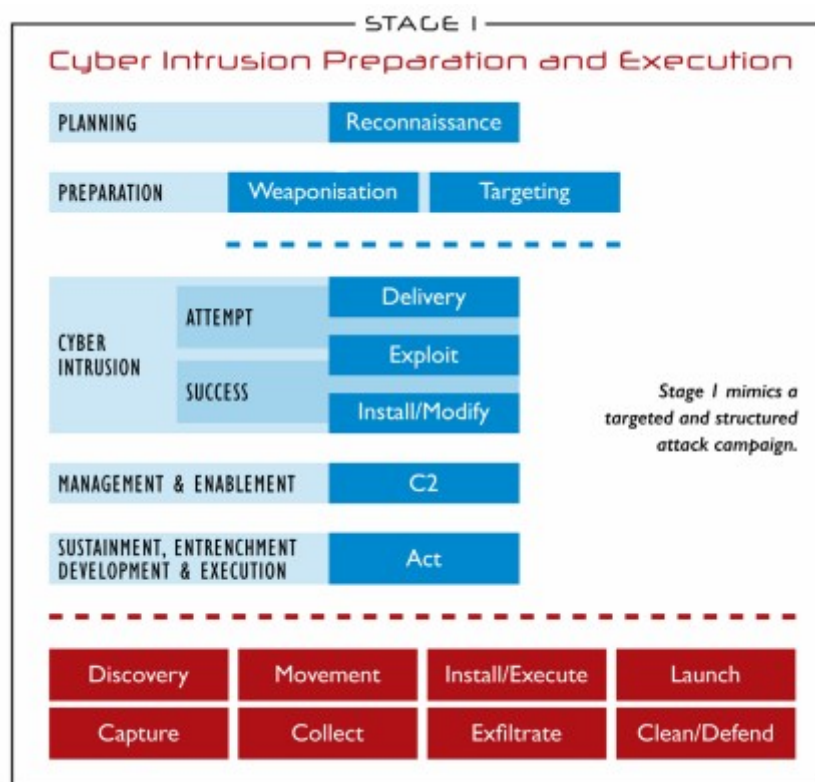 STAGE 1
Cyber Intrusion Preparation and Execution
PLANNING
Reconnaissance
PREPARATION
Weaponisation
Targeting
CYBER
INTRUSION
ATTEMPT
Delivery
Exploit
SUCCESS
Install/Modify
Stage 1 mimics a
targeted and structured
attack campaign.
MANAGEMENT & ENABLEMENT
C2
SUSTAINMENT, ENTRENCHMENT
DEVELOPMENT & EXECUTION
Act
Discovery
Movement
Install/Execute
Launch
Capture
Collect
Exfiltrate
Clean/Defend